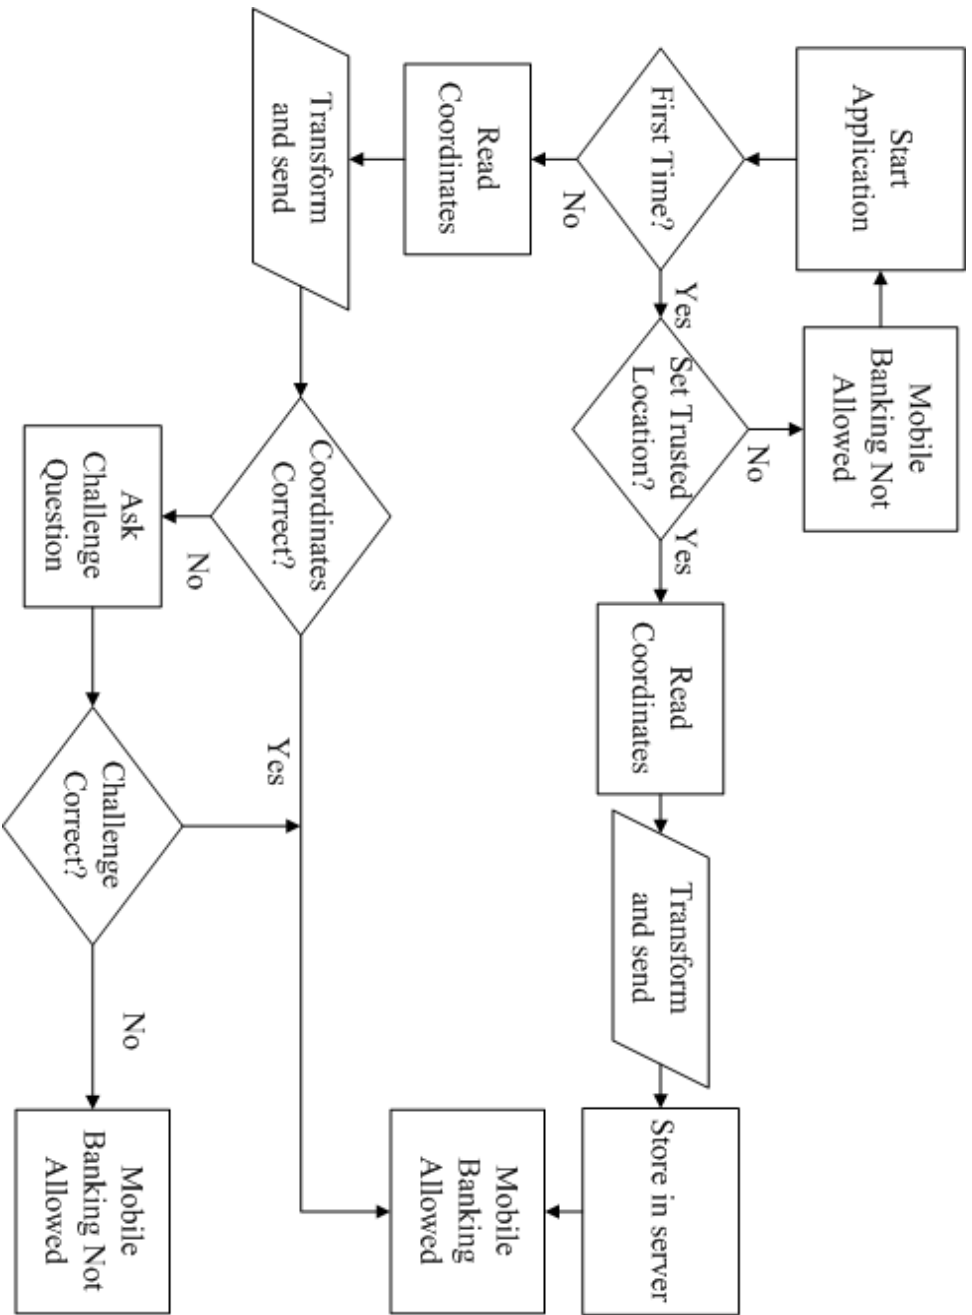 Start
Application
Mobile
Banking Not
Allowed
First Time?
Yes
No
Set Trusted
Location?
No
Yes
Read
Coordinates
Transform
and send
Store in server
Read
Coordinates
Transform
and send
Coordinates
Correct?
Yes
No
Mobile
Banking
Allowed
Ask
Challenge
Question
Challenge
Correct?
No
Mobile
Banking Not
Allowed